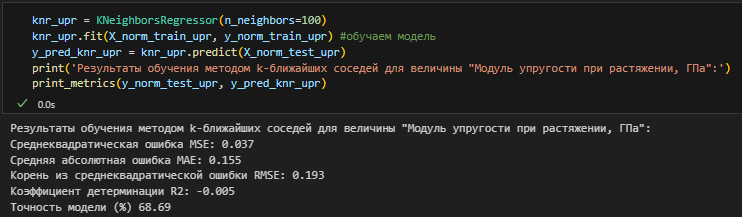 knr_upr = KNeighborsRegressor(n_neighbors=100)
knr_upr.fit(X_norm_train_upr, y_norm_train_upr) #обучаем модель
y_pred_knr_upr = knr_upr.predict(X_norm_test_upr)
print('Результаты обучения методом k-ближайших соседей для величины "Модуль упругости при растяжении, ГПа":')
print_metrics(y_norm_test_upr, y_pred_knr_upr)
0.0s
Результаты обучения методом k-ближайших соседей для величины "Модуль упругости при растяжении, ГПа":
Среднеквадратическая ошибка MSE: 0.037
Средняя абсолютная ошибка MAE: 0.155
Корень из среднеквадратической ошибки RMSE: 0.193
Коэффициент детерминации R2: -0.005
Точность модели (%) 68.69